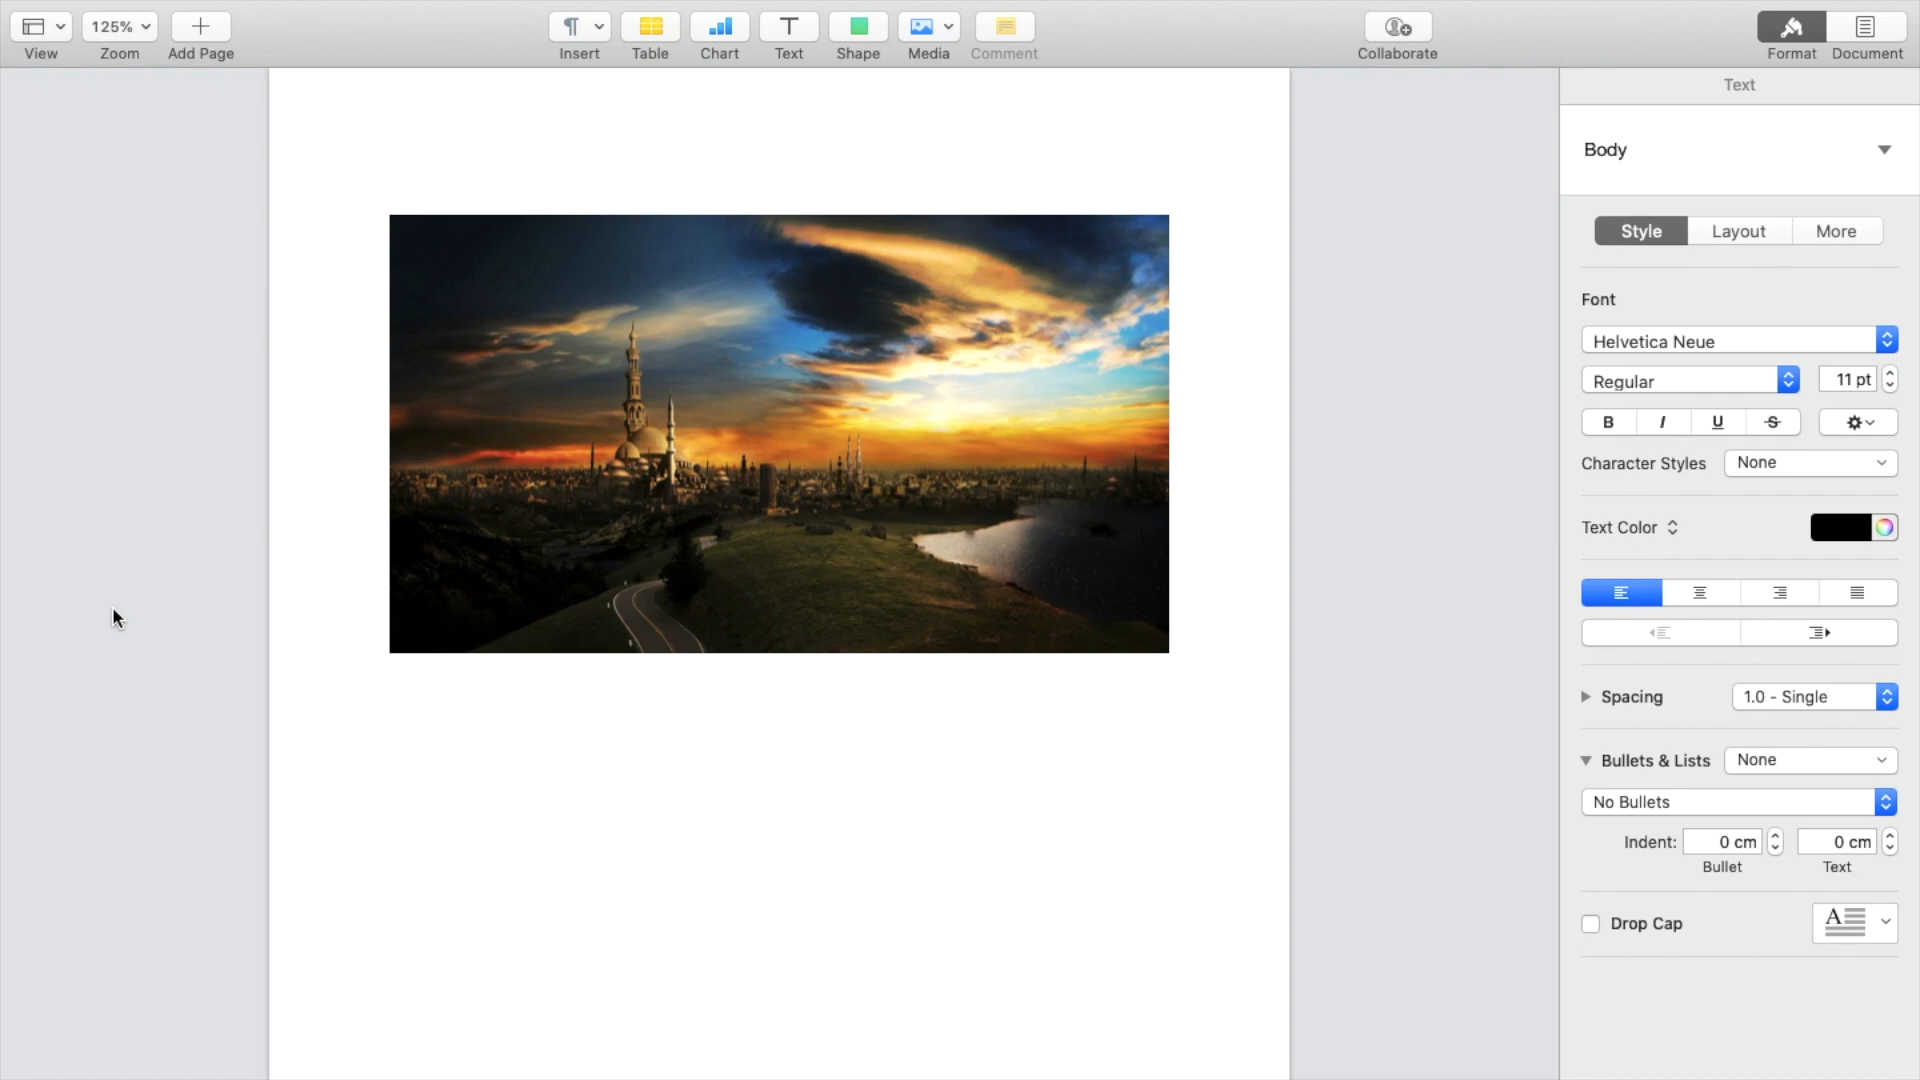 125%
View
Zoom
Add Page
Insert
Table
Chart
Text
Shape
Media
Comment
Collaborate
Format
Document
Text
Body
Style
Layout
More
Font
Helvetica Neue
Regular
11 pt
B I U S
Character Styles
None
Text Color
Spacing
1.0 - Single
Bullets & Lists
None
No Bullets
Indent:
0 cm
0 cm
Bullet
Text
Drop Cap
A